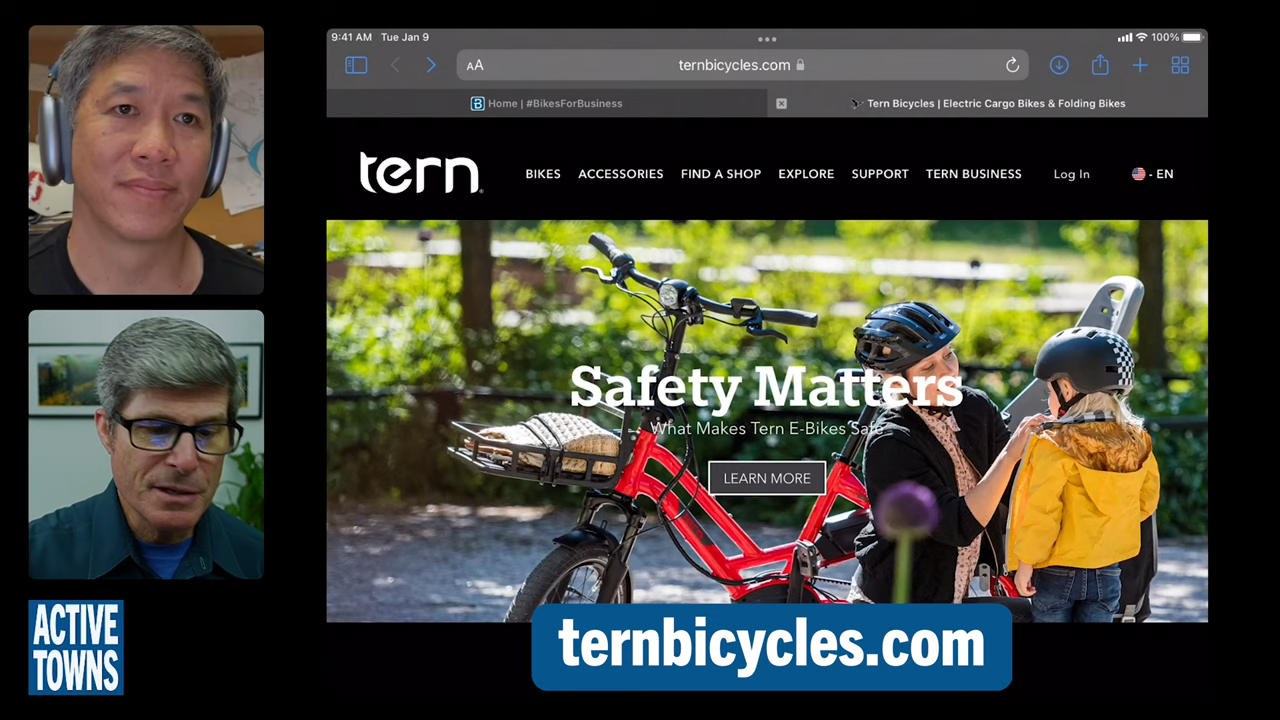 9:41 AM Tue Jan 9
100%
AA
ternbicycles.com
B Home | #BikesForBusiness
Tern Bicycles | Electric Cargo Bikes & Folding Bikes
tern
BIKES ACCESSORIES FIND A SHOP EXPLORE SUPPORT TERN BUSINESS Log In - EN
Safety Matters
What Makes Tern E-Bikes Safe
LEARN MORE
ternbicycles.com
ACTIVE
TOWNS